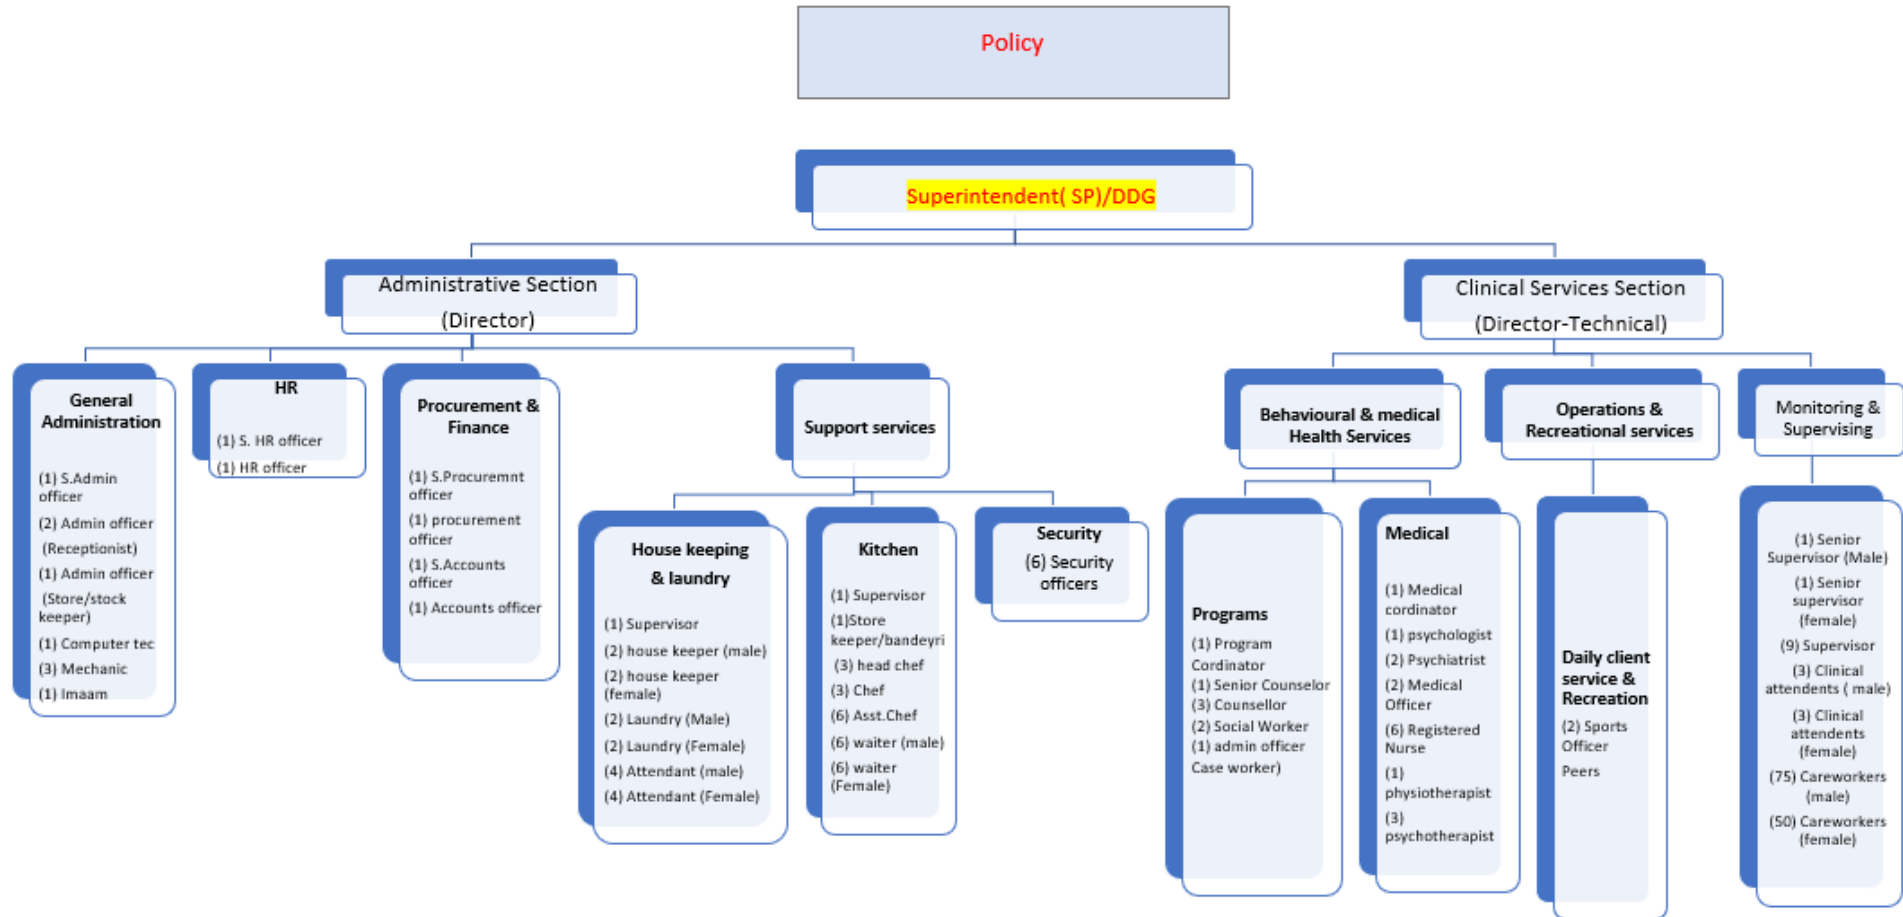 Policy
Superintendent( SP)/DDG
Administrative Section
(Director)
Clinical Services Section
(Director-Technical)
General
Administration
(1) S.Admin
officer
(2) Admin officer
(Receptionist)
(1) Admin officer
(Store/stock
keeper)
(1) Computer tec
(3) Mechanic
(1) Imaam
HR
(1) S. HR officer
(1) HR officer
Procurement &
Finance
(1) S.Procuremnt
officer
(1) procurement
officer
(1) S.Accounts
officer
(1) Accounts officer
Support services
House keeping
& laundry
(1) Supervisor
(2) house keeper (male)
(2) house keeper
(female)
(2) Laundry (Male)
(2) Laundry (Female)
(4) Attendant (male)
(4) Attendant (Female)
Kitchen
(1) Supervisor
(1)Store
keeper/bandeyri
(3) head chef
(3) Chef
(6) Asst.Chef
(6) waiter (male)
(6) waiter
(Female)
Security
(6) Security
officers
Behavioural & medical
Health Services
Programs
(1) Program
Cordinator
(1) Senior Counselor
(3) Counsellor
(2) Social Worker
(1) admin officer
Case worker)
Medical
(1) Medical
cordinator
(1) psychologist
(2) Psychiatrist
(2) Medical
Officer
(6) Registered
Nurse
(1)
physiotherapist
(3)
psychotherapist
Operations &
Recreational services
Daily client
service &
Recreation
(2) Sports
Officer
Peers
Monitoring &
Supervising
(1) Senior
Supervisor (Male)
(1) Senior
supervisor
(female)
(9) Supervisor
(3) Clinical
attendents ( male)
(3) Clinical
attendents
(female)
(75) Careworkers
(male)
(50) Careworkers
(female)